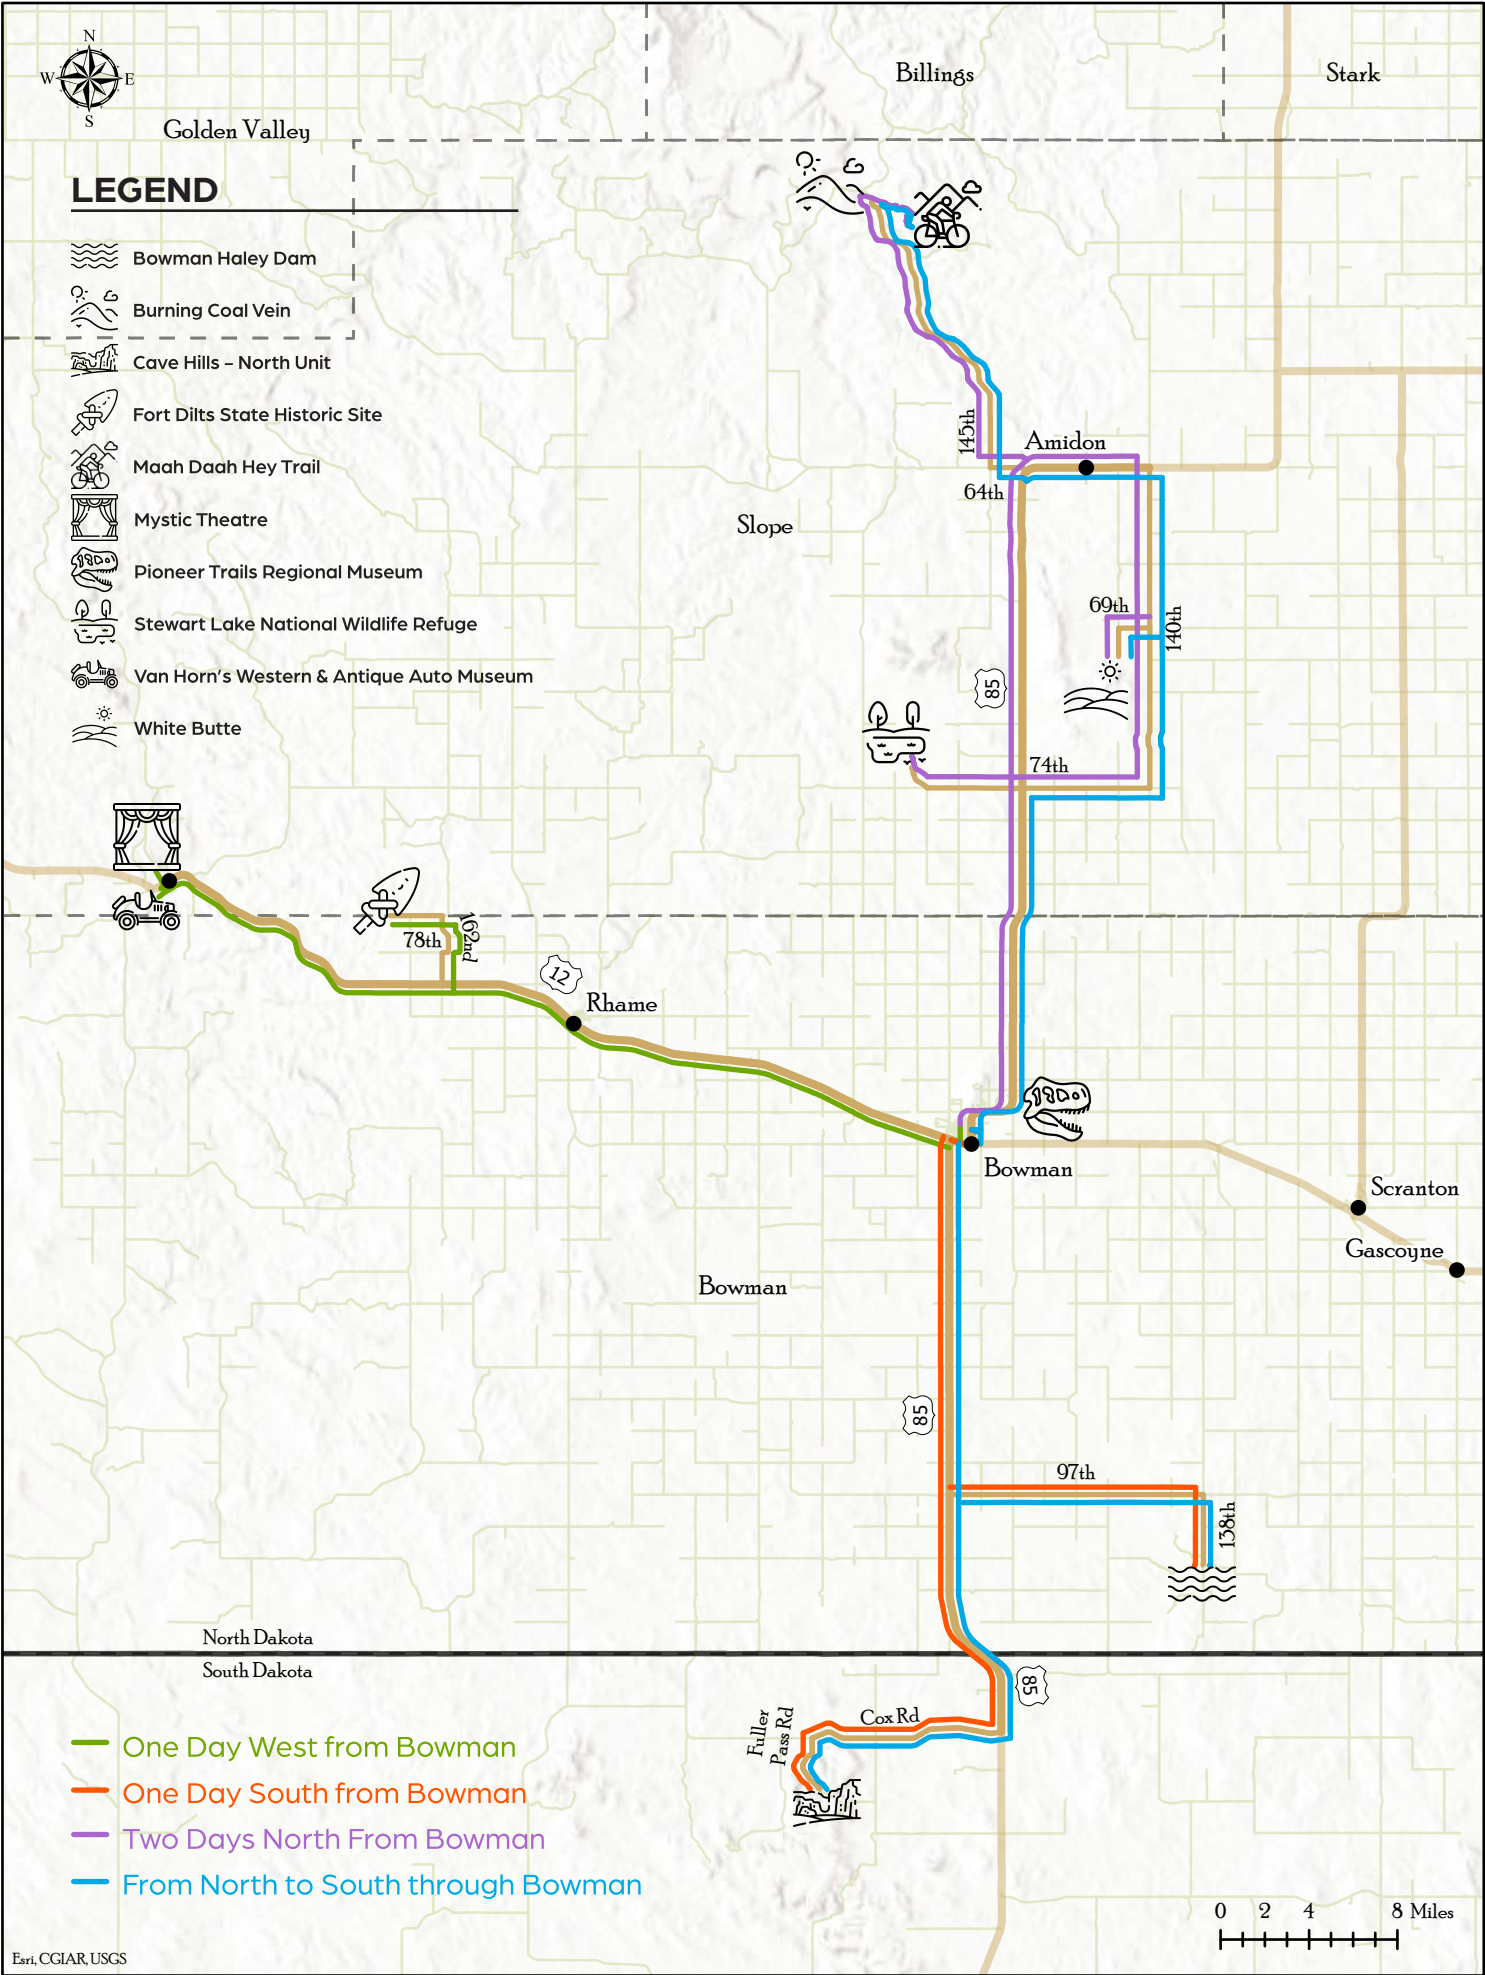 N
W E
S
Billings
Stark
Golden Valley
LEGEND
Bowman Haley Dam
Burning Coal Vein
Cave Hills – North Unit
Fort Dilts State Historic Site
Maah Daah Hey Trail
Mystic Theatre
Pioneer Trails Regional Museum
Stewart Lake National Wildlife Refuge
Van Horn's Western & Antique Auto Museum
White Butte
145th
Amidon
64th
Slope
69th
140th
85
74th
78th
162nd
12
Rhame
Bowman
Scranton
Gascoyne
Bowman
85
97th
138th
North Dakota
South Dakota
85
Fuller
Pass Rd
Cox Rd
One Day West from Bowman
One Day South from Bowman
Two Days North From Bowman
From North to South through Bowman
0 2 4 8 Miles
Esri, CGIAR, USGS